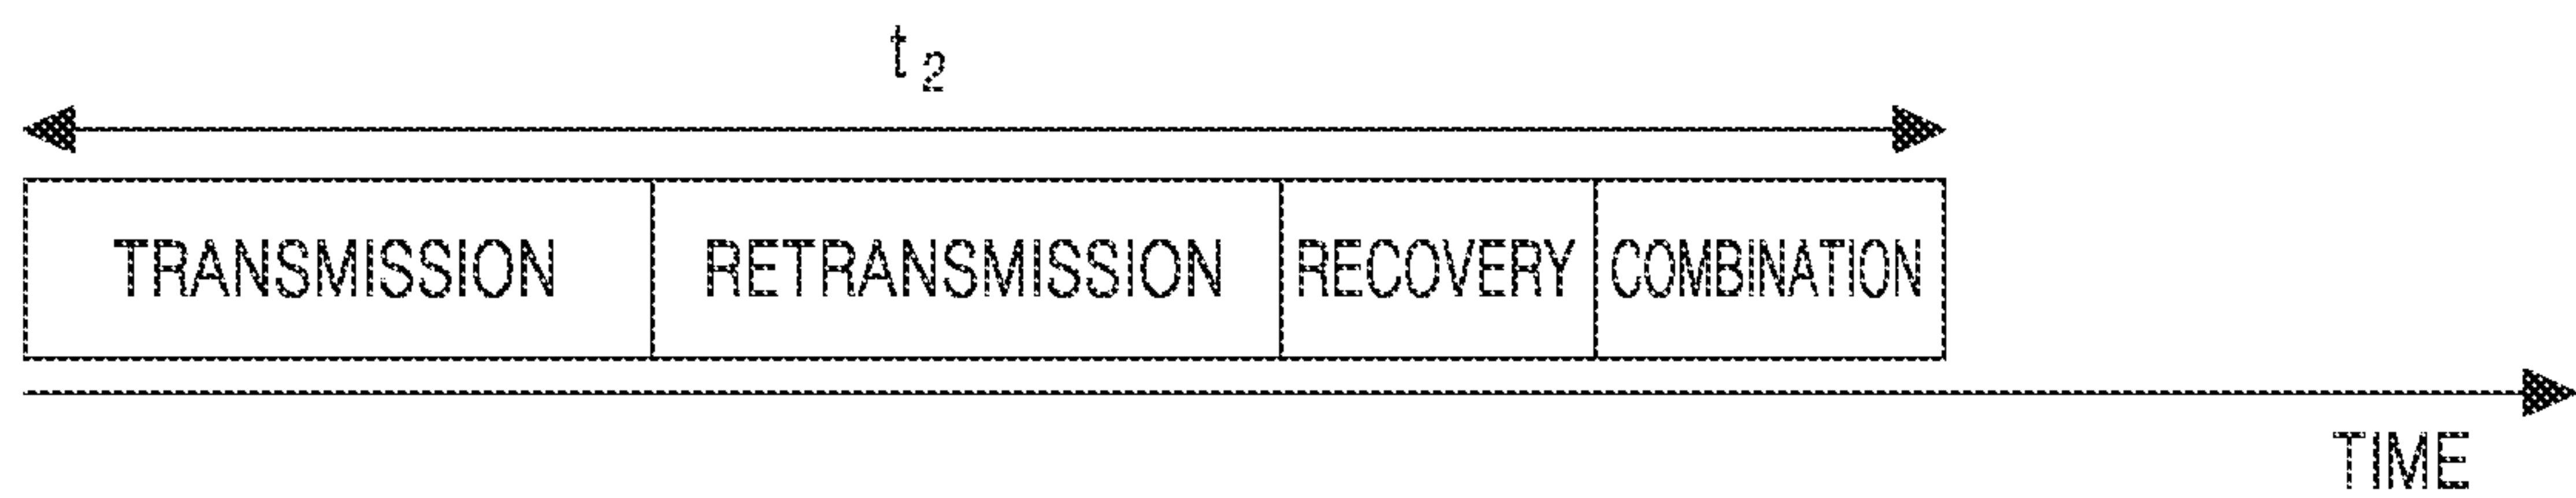 t2
TRANSMISSION RETRANSMISSION RECOVERY COMBINATION
TIME